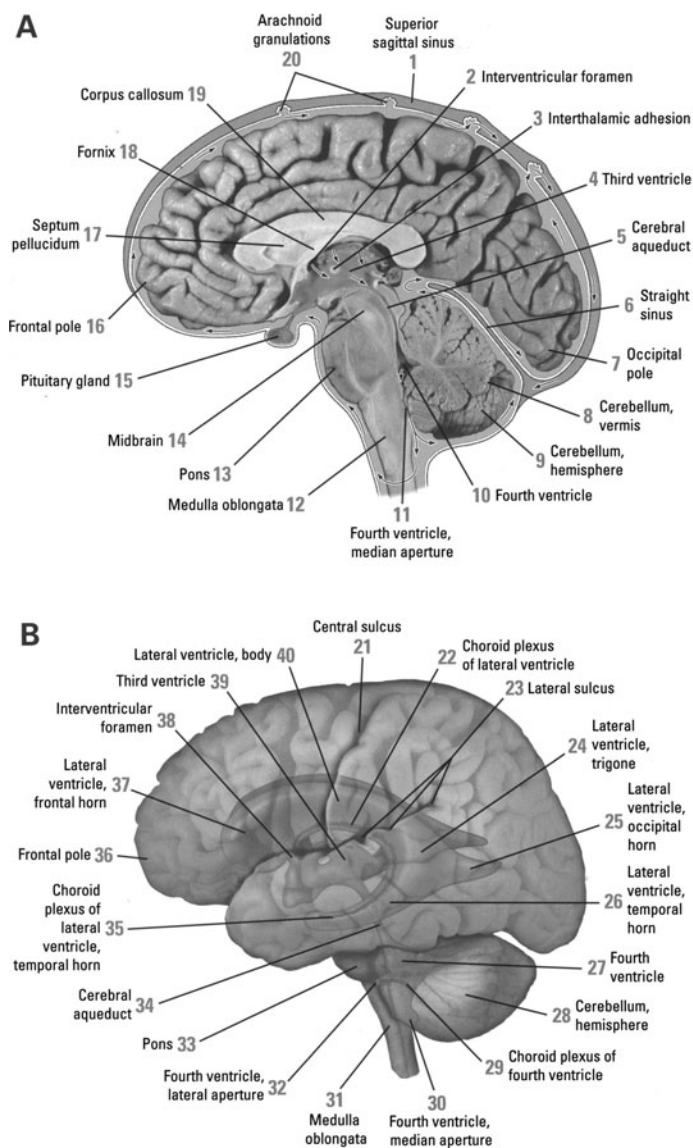 A
Arachnoid
granulations
20
Superior
sagittal sinus
1
2 Interventricular foramen
Corpus callosum 19
3 Interthalamic adhesion
Fornix 18
4 Third ventricle
Septum
pellucidum 17
5 Cerebral
aqueduct
6 Straight
sinus
Frontal pole 16
7 Occipital
pole
Pituitary gland 15
8 Cerebellum,
vermis
Midbrain 14
9 Cerebellum,
hemisphere
Pons 13
10 Fourth ventricle
Medulla oblongata 12
11
Fourth ventricle,
median aperture
B
Central sulcus
21
Lateral ventricle, body 40
22 Choroid plexus
of lateral ventricle
Third ventricle 39
23 Lateral sulcus
Interventricular
foramen 38
24 Lateral
ventricle,
trigone
Lateral
ventricle, 37
frontal horn
25 Lateral
ventricle,
occipital
horn
Frontal pole 36
Choroid
plexus of
lateral 35
ventricle,
temporal horn
26 Lateral
ventricle,
temporal
horn
27 Fourth
ventricle
Cerebral
aqueduct 34
28 Cerebellum,
hemisphere
Pons 33
29 Choroid plexus of
fourth ventricle
Fourth ventricle, 32
lateral aperture
31
Medulla
oblongata
30
Fourth ventricle,
median aperture